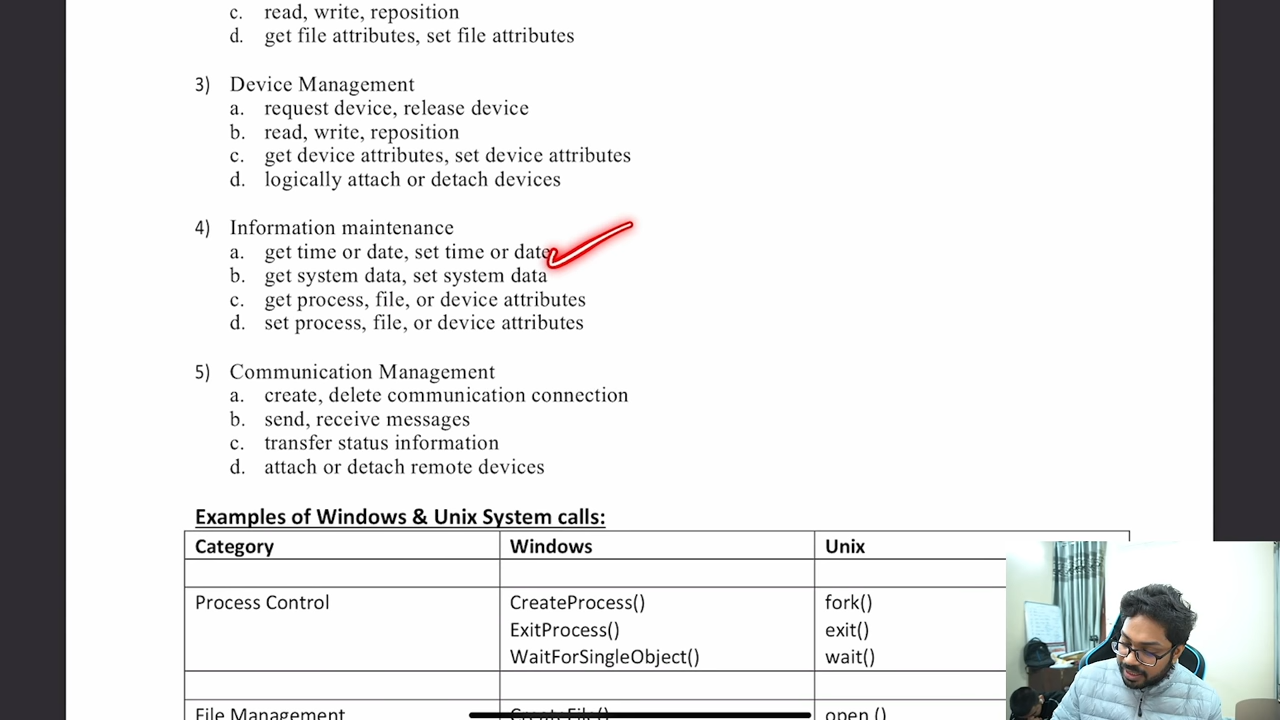 c. read, write, reposition
d. get file attributes, set file attributes
3) Device Management
a. request device, release device
b. read, write, reposition
c. get device attributes, set device attributes
d. logically attach or detach devices
4) Information maintenance
a. get time or date, set time or date
b. get system data, set system data
c. get process, file, or device attributes
d. set process, file, or device attributes
5) Communication Management
a. create, delete communication connection
b. send, receive messages
c. transfer status information
d. attach or detach remote devices
Examples of Windows & Unix System calls:
Category Windows Unix
Process Control CreateProcess() fork()
ExitProcess() exit()
WaitForSingleObject() wait()
File Management CreateFile() open ()